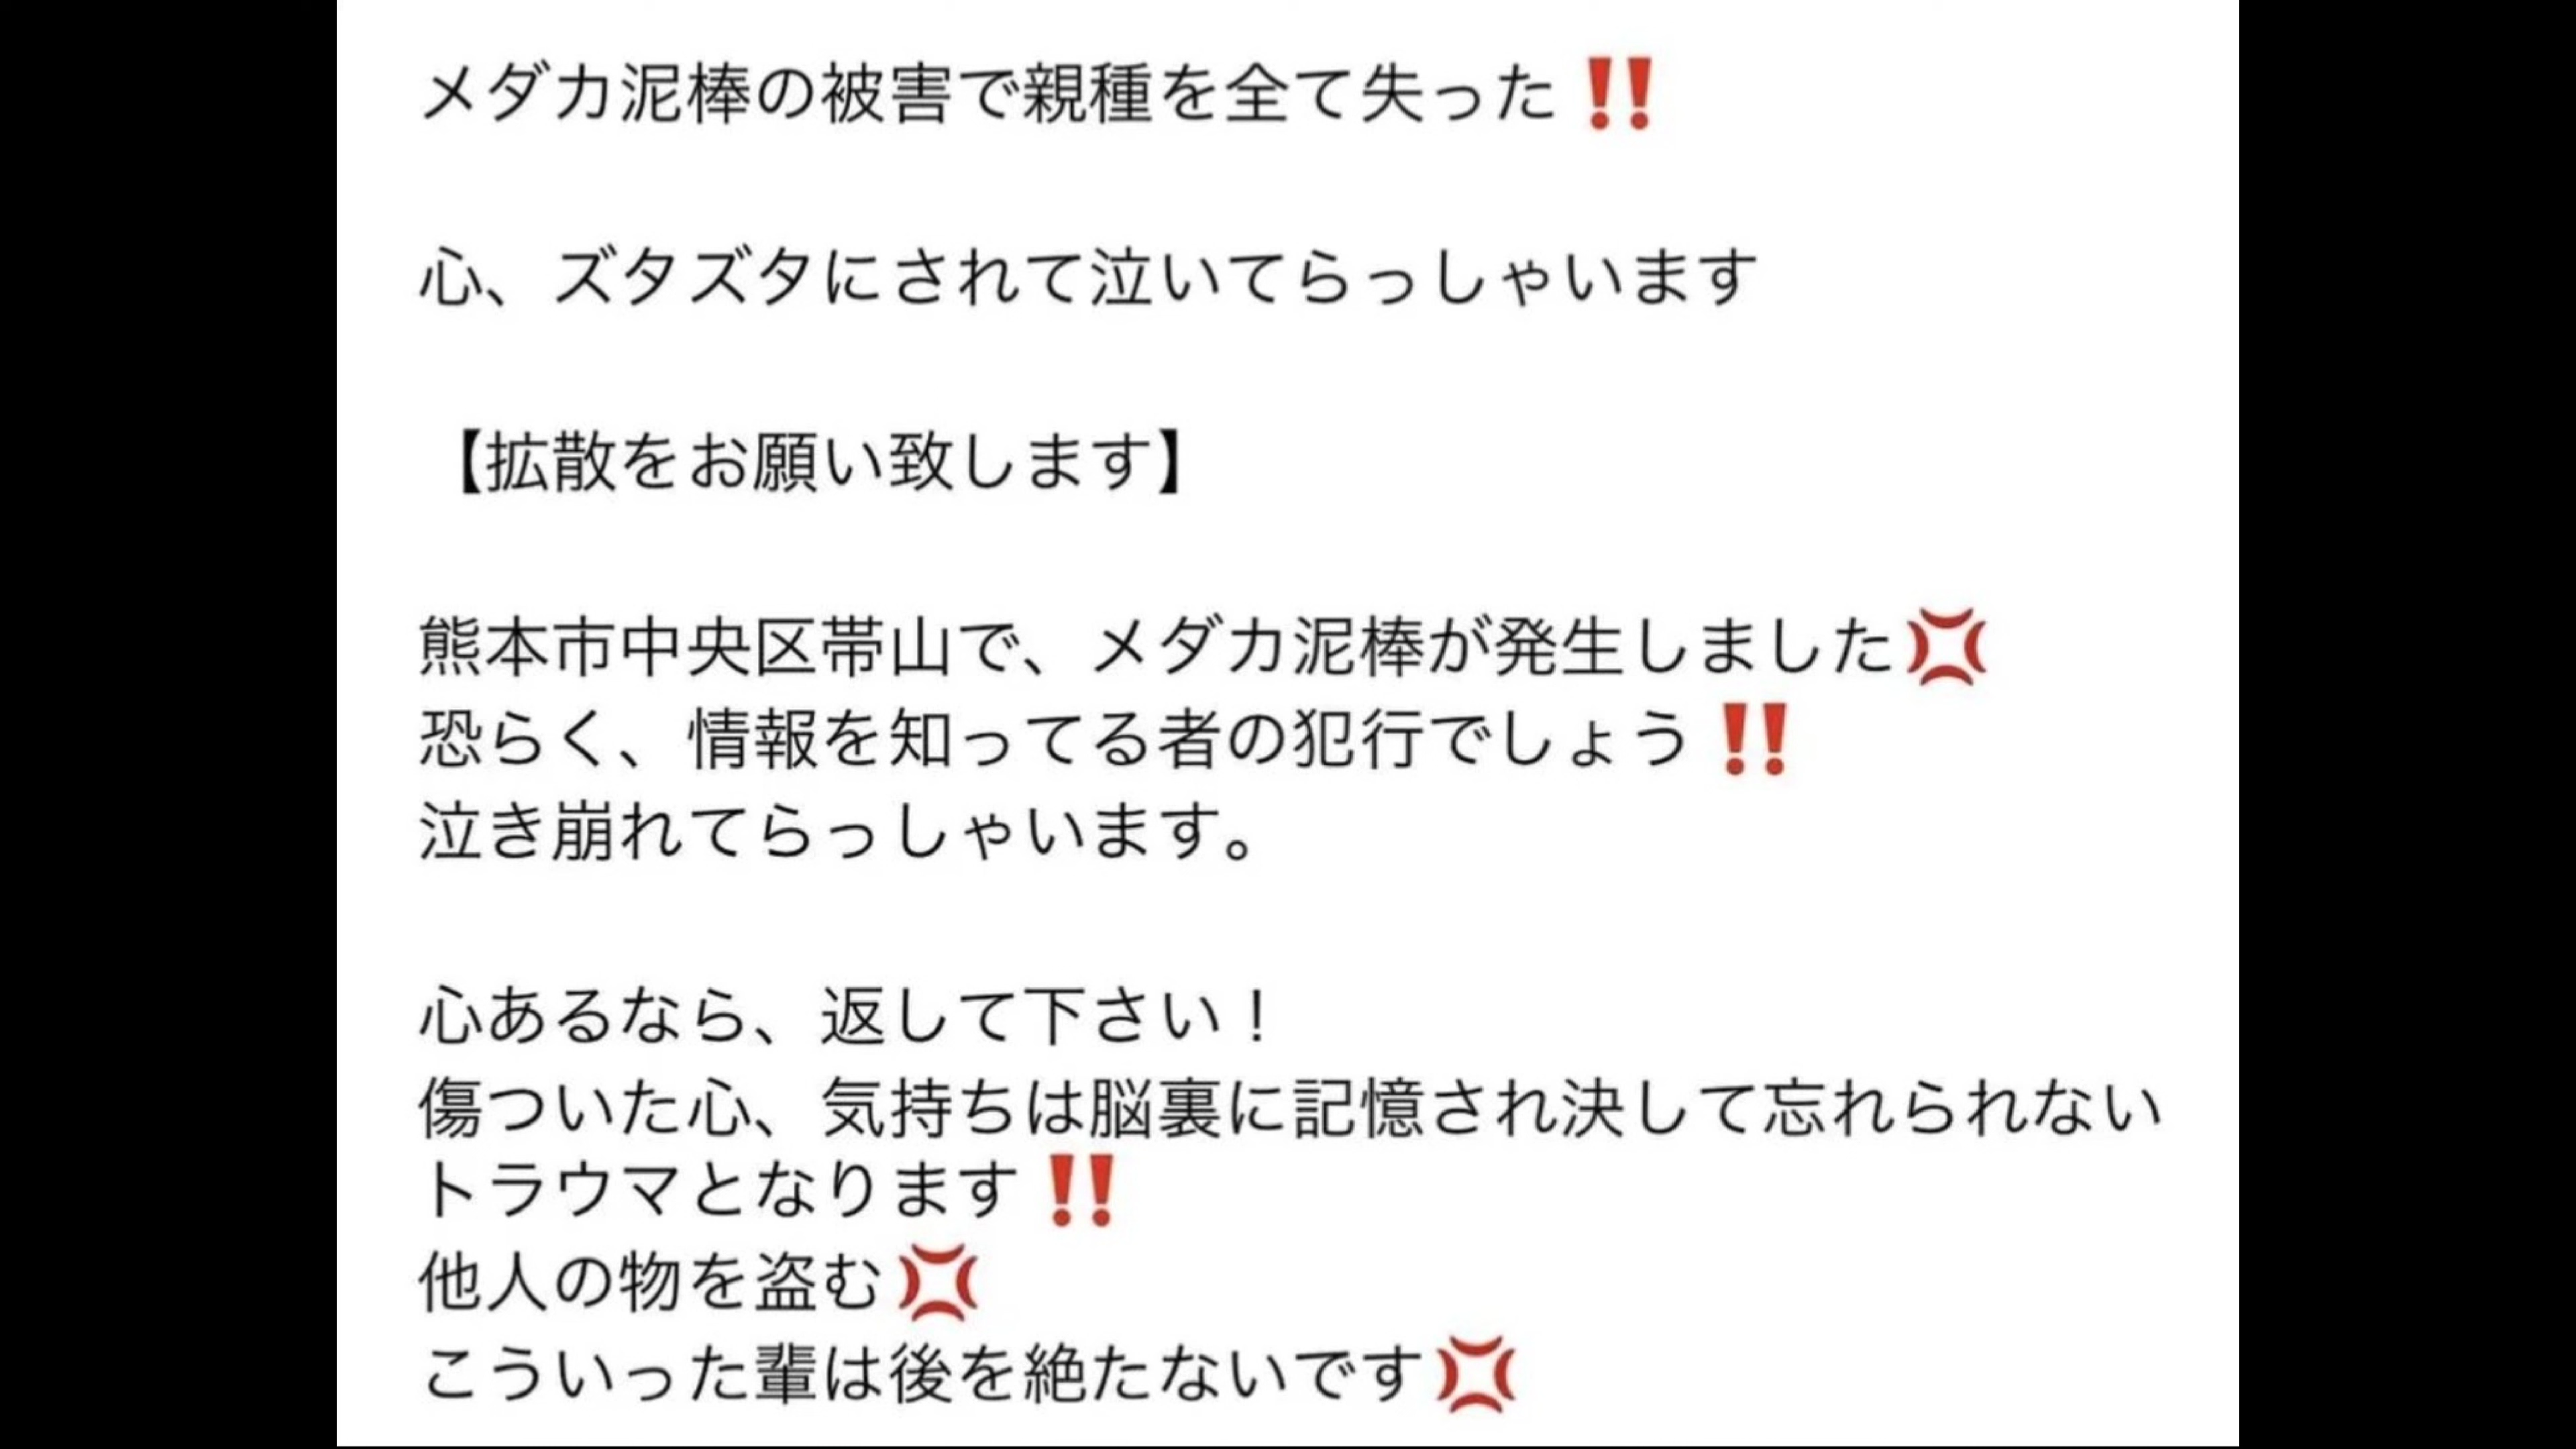 メダカ泥棒の被害で親種を全て失った‼️
心、ズタズタにされて泣いてらっしゃいます
【拡散をお願い致します】
熊本市中央区帯山で、メダカ泥棒が発生しました💢
恐らく、情報を知ってる者の犯行でしょう‼️
泣き崩れてらっしゃいます。
心あるなら、返して下さい！
傷ついた心、気持ちは脳裏に記憶され決して忘れられない
トラウマとなります‼️
他人の物を盗む💢
こういった輩は後を絶たないです💢